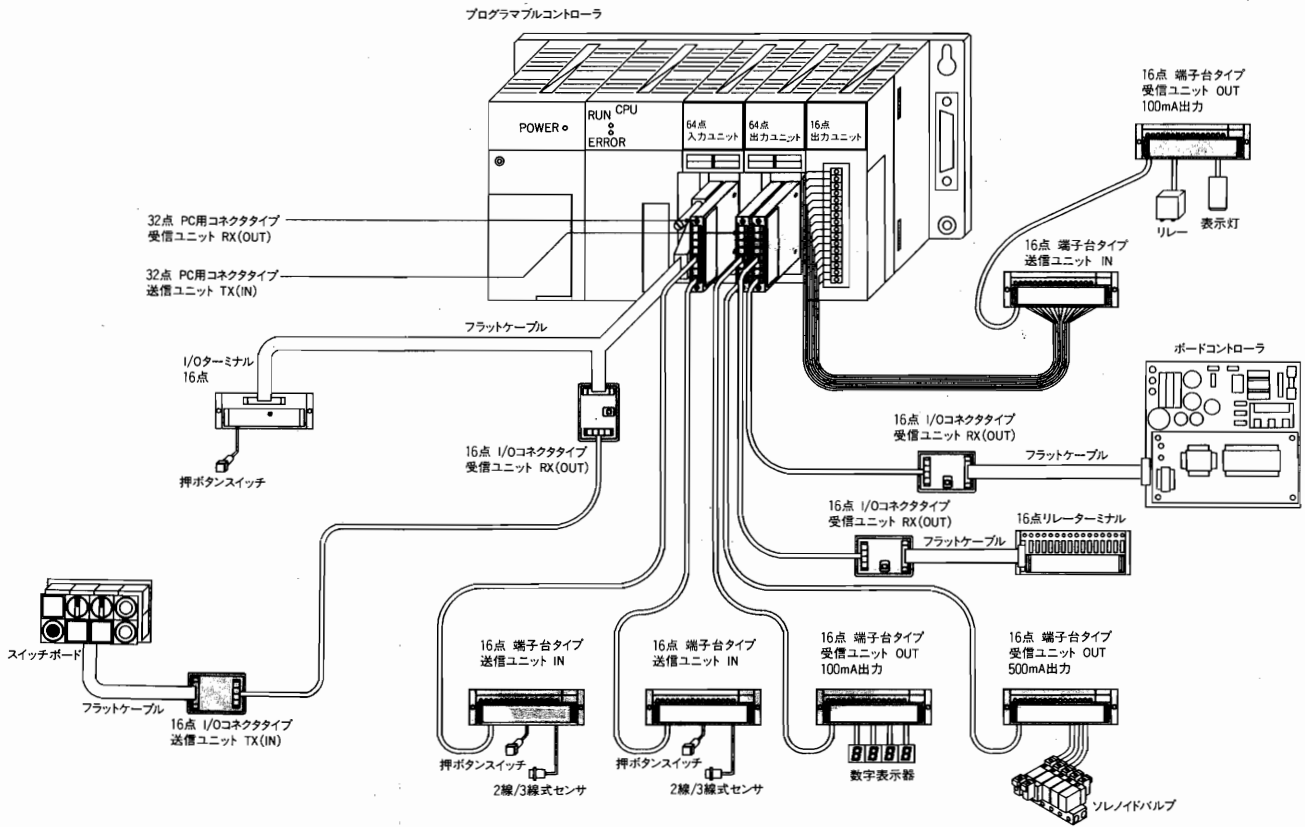 プログラマブルコントローラ
POWER
RUN CPU
ERROR
64点
入力ユニット
64点
出力ユニット
16点
出力ユニット
16点 端子台タイプ
受信ユニット OUT
100mA出力
リレー
表示灯
32点 PC用コネクタタイプ
受信ユニット RX(OUT)
32点 PC用コネクタタイプ
送信ユニット TX(IN)
16点 端子台タイプ
送信ユニット IN
フラットケーブル
I/Oターミナル
16点
押ボタンスイッチ
16点 I/Oコネクタタイプ
受信ユニット RX(OUT)
ボードコントローラ
16点 I/Oコネクタタイプ
受信ユニット RX(OUT)
フラットケーブル
16点 I/Oコネクタタイプ
受信ユニット RX(OUT)
フラットケーブル
16点リレーターミナル
スイッチボード
フラットケーブル
16点 I/Oコネクタタイプ
送信ユニット TX(IN)
16点 端子台タイプ
送信ユニット IN
押ボタンスイッチ
2線/3線式センサ
16点 端子台タイプ
送信ユニット IN
押ボタンスイッチ
2線/3線式センサ
16点 端子台タイプ
受信ユニット OUT
100mA出力
8888
数字表示器
16点 端子台タイプ
受信ユニット OUT
500mA出力
ソレノイドバルブ